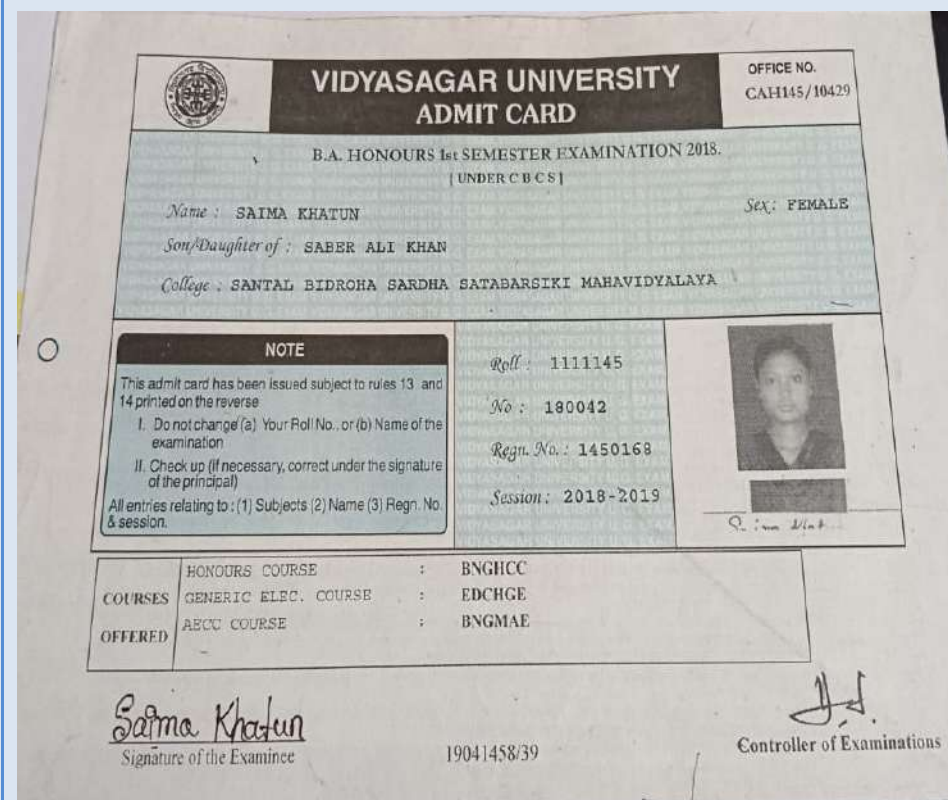 VIDYASAGAR UNIVERSITY
ADMIT CARD
OFFICE NO.
CAH145/10429
B.A. HONOURS 1st SEMESTER EXAMINATION 2018.
[ UNDER C B C S ]
Name : SAIMA KHATUN
Sex : FEMALE
Son/Daughter of : SABER ALI KHAN
College : SANTAL BIDROHA SARDHA SATABARSIKI MAHAVIDYALAYA
NOTE
This admit card has been issued subject to rules 13 and
14 printed on the reverse
I. Do not change (a) Your Roll No., or (b) Name of the
examination
II. Check up (if necessary, correct under the signature
of the principal)
All entries relating to : (1) Subjects (2) Name (3) Regn. No.
& session.
Roll : 1111145
No : 180042
Regn. No. : 1450168
Session : 2018-2019
COURSES
OFFERED
HONOURS COURSE : BNGHCC
GENERIC ELEC. COURSE : EDCHGE
AECC COURSE : BNGMAE
Saima Khatun
Signature of the Examinee
19041458/39
Controller of Examinations